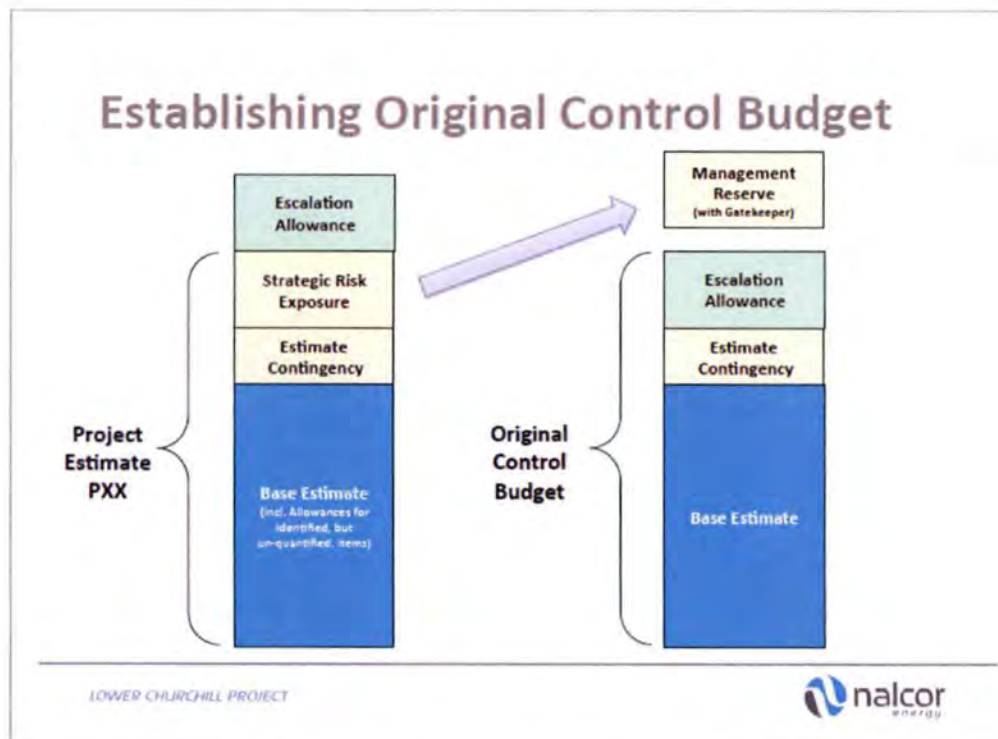 Establishing Original Control Budget
Escalation
Allowance
Strategic Risk
Exposure
Estimate
Contingency
Project
Estimate
PXX
Base Estimate
(incl. Allowances for
identified, but
un-quantified, items)
Management
Reserve
(with Gatekeeper)
Escalation
Allowance
Estimate
Contingency
Original
Control
Budget
Base Estimate
LOWER CHURCHILL PROJECT
nalcor
energy